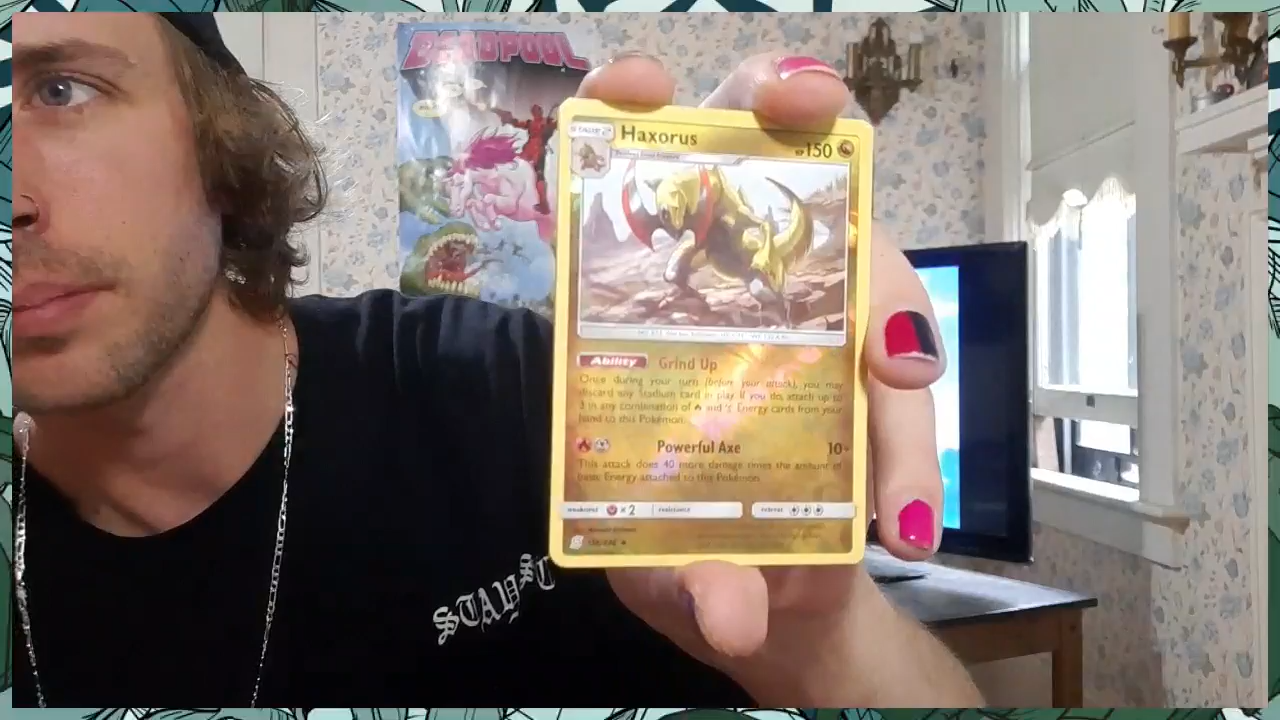 DEADPOOL
STAGE 2
Haxorus
HP 150
Ability Grind Up
Once during your turn (before your attack), you may
discard any Stadium card in play. If you do, attach up to
3 in any combination of and Energy cards from your
hand to this Pokémon.
Powerful Axe 10+
This attack does 40 more damage times the amount of
basic Energy attached to this Pokémon.
weakness ×2 resistance retreat
STAY